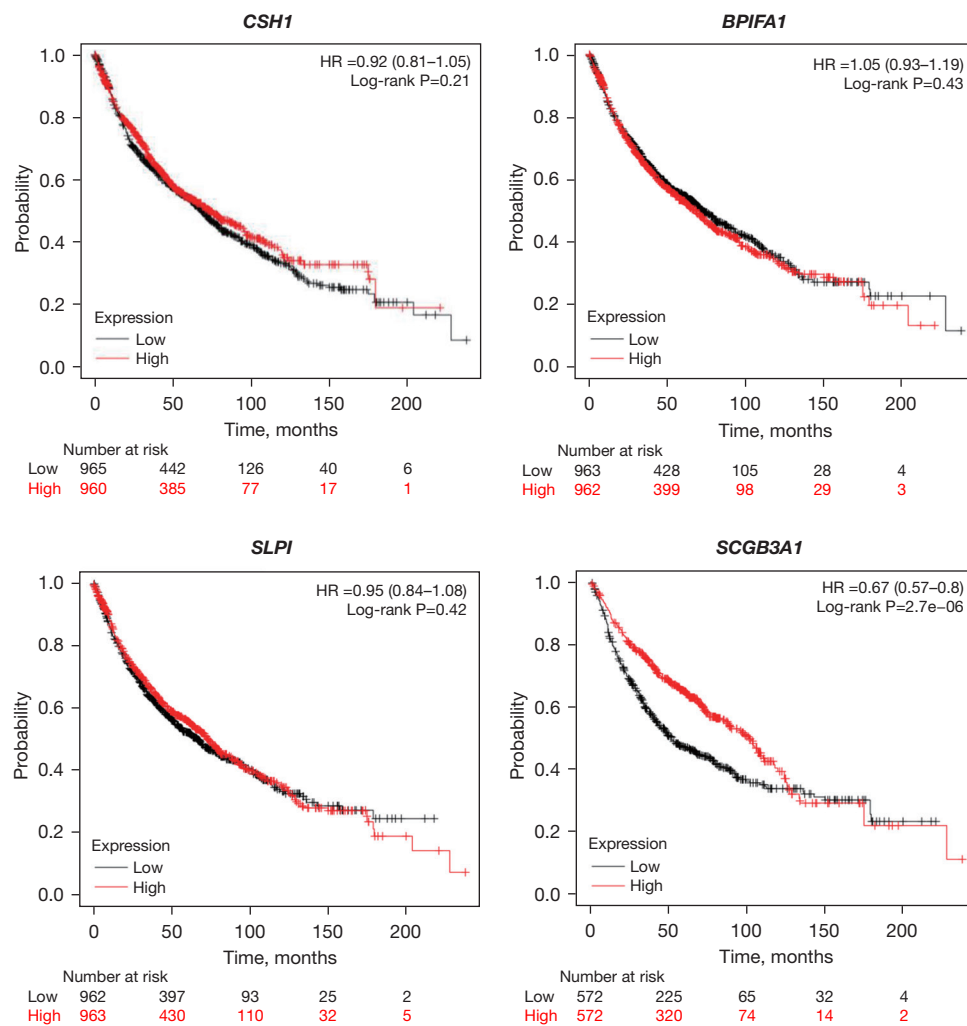 CSH1
HR =0.92 (0.81–1.05)
Log-rank P=0.21
Probability
1.0
0.8
0.6
0.4
0.2
0.0
Expression
Low
High
0 50 100 150 200
Time, months
Number at risk
Low 965 442 126 40 6
High 960 385 77 17 1
BPIFA1
HR =1.05 (0.93–1.19)
Log-rank P=0.43
Probability
1.0
0.8
0.6
0.4
0.2
0.0
Expression
Low
High
0 50 100 150 200
Time, months
Number at risk
Low 963 428 105 28 4
High 962 399 98 29 3
SLPI
HR =0.95 (0.84–1.08)
Log-rank P=0.42
Probability
1.0
0.8
0.6
0.4
0.2
0.0
Expression
Low
High
0 50 100 150 200
Time, months
Number at risk
Low 962 397 93 25 2
High 963 430 110 32 5
SCGB3A1
HR =0.67 (0.57–0.8)
Log-rank P=2.7e−06
Probability
1.0
0.8
0.6
0.4
0.2
0.0
Expression
Low
High
0 50 100 150 200
Time, months
Number at risk
Low 572 225 65 32 4
High 572 320 74 14 2